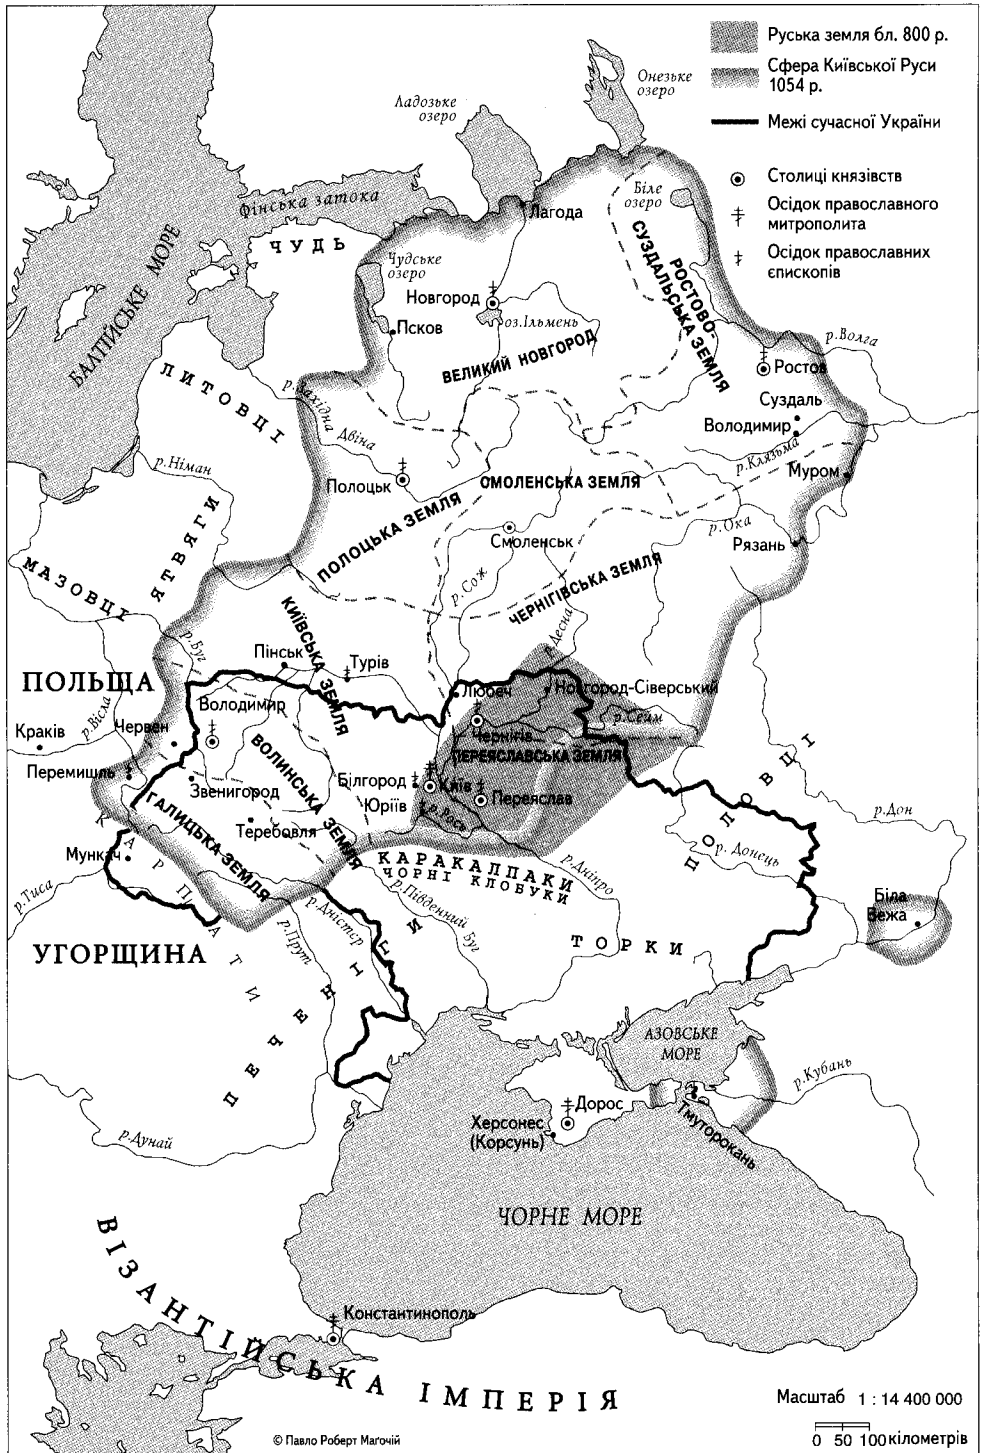 Руська земля бл. 800 р.
Сфера Київської Руси
1054 р.
Межі сучасної України
Столиці князівств
Осідок православного
митрополита
Осідок православних
єпископів
Онезьке
озеро
Ладозьке
озеро
Біле
озеро
Фінська затока
Лагода
ЧУДЬ
Чудське
озеро
БАЛТІЙСЬКЕ МОРЕ
РОСТОВО-
СУЗДАЛЬСЬКА ЗЕМЛЯ
Новгород
оз.Ільмень
Псков
ВЕЛИКИЙ НОВГОРОД
р.Волга
Ростов
ЛИТОВЦІ
р.Західна
Двіна
Суздаль
Володимир
р.Клязьма
р.Німан
Муром
Полоцьк
СМОЛЕНСЬКА ЗЕМЛЯ
ПОЛОЦЬКА ЗЕМЛЯ
Смоленськ
р.Ока
Рязань
ЯТВЯГИ
МАЗОВЦІ
р.Сож
ЧЕРНІГІВСЬКА ЗЕМЛЯ
р.Десна
КИЇВСЬКА ЗЕМЛЯ
р.Буг
Пінськ
Турів
ПОЛЬЩА
Любеч
Новгород-Сіверський
Володимир
р.Вісла
р.Сейм
Краків
Червен
Чернігів
ПЕРЕЯСЛАВСЬКА ЗЕМЛЯ
ВОЛИНСЬКА ЗЕМЛЯ
ПОЛОВЦІ
Перемишль
Звенигород
Білгород
Київ
Юріїв
Переяслав
р.Рось
ГАЛИЦЬКА ЗЕМЛЯ
Теребовля
р.Дон
КАРПАТИ
Мункач
КАРАКАЛПАКИ
ЧОРНІ КЛОБУКИ
р.Дніпро
р.Донець
р.Тиса
р.Південний Буг
Біла
Вежа
р.Дністер
р.Прут
УГОРЩИНА
ТОРКИ
ПЕЧЕНІГИ
АЗОВСЬКЕ
МОРЕ
р.Кубань
Дорос
Херсонес
(Корсунь)
Тмуторокань
р.Дунай
ЧОРНЕ МОРЕ
Константинополь
ВІЗАНТІЙСЬКА ІМПЕРІЯ
Масштаб 1 : 14 400 000
0 50 100 кілометрів
© Павло Роберт Маґочій